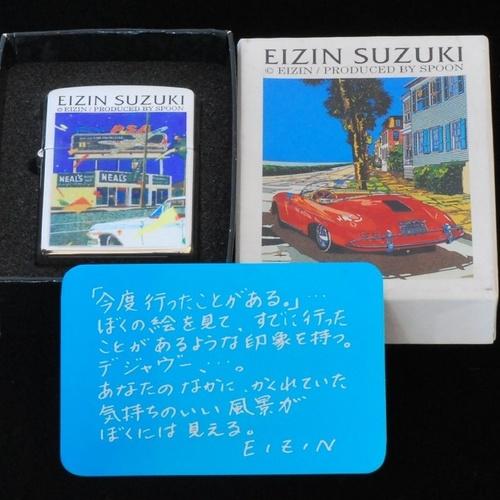 EIZIN SUZUKI
© EIZIN / PRODUCED BY SPOON
NEAL'S
NEAL'S
EIZIN SUZUKI
© EIZIN / PRODUCED BY SPOON
「今度行ったことがある。」…
ぼくの絵を見て、すでに行った
ことがあるような印象を持つ。
デジャヴー、…。
あなたのなかに、かくれていた
気持ちのいい風景が
ぼくには見える。
EIZIN